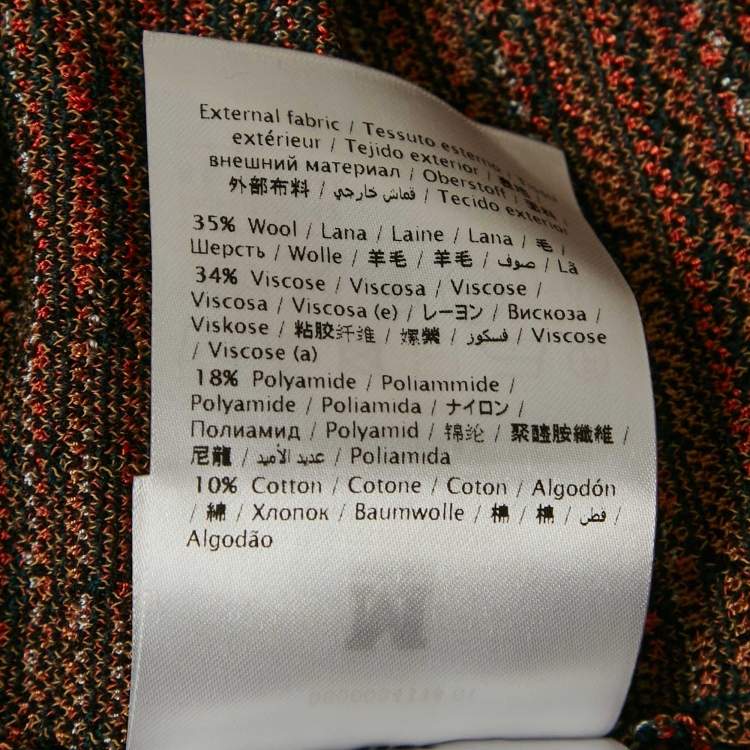 External fabric / Tessuto esterno /
extérieur / Tejido exterior /
внешний материал / Oberstoff /
外部布料 / قماش خارجي / Tecido exterior
35% Wool / Lana / Laine / Lana / 毛 /
Шерсть / Wolle / 羊毛 / 羊毛 / صوف / Lã
34% Viscose / Viscosa / Viscose /
Viscosa / Viscosa (e) / レーヨン / Вискоза /
Viskose / 粘胶纤维 / 嫘縈 / فسكوز / Viscose
/ Viscose (a)
18% Polyamide / Poliammide /
Polyamide / Poliamida / ナイロン /
Полиамид / Polyamid / 锦纶 / 聚醯胺纖維 /
尼龍 / عديد الأميد / Poliamida
10% Cotton / Cotone / Coton / Algodón
/ 綿 / Хлопок / Baumwolle / 棉 / 棉 / قطن /
Algodão
M